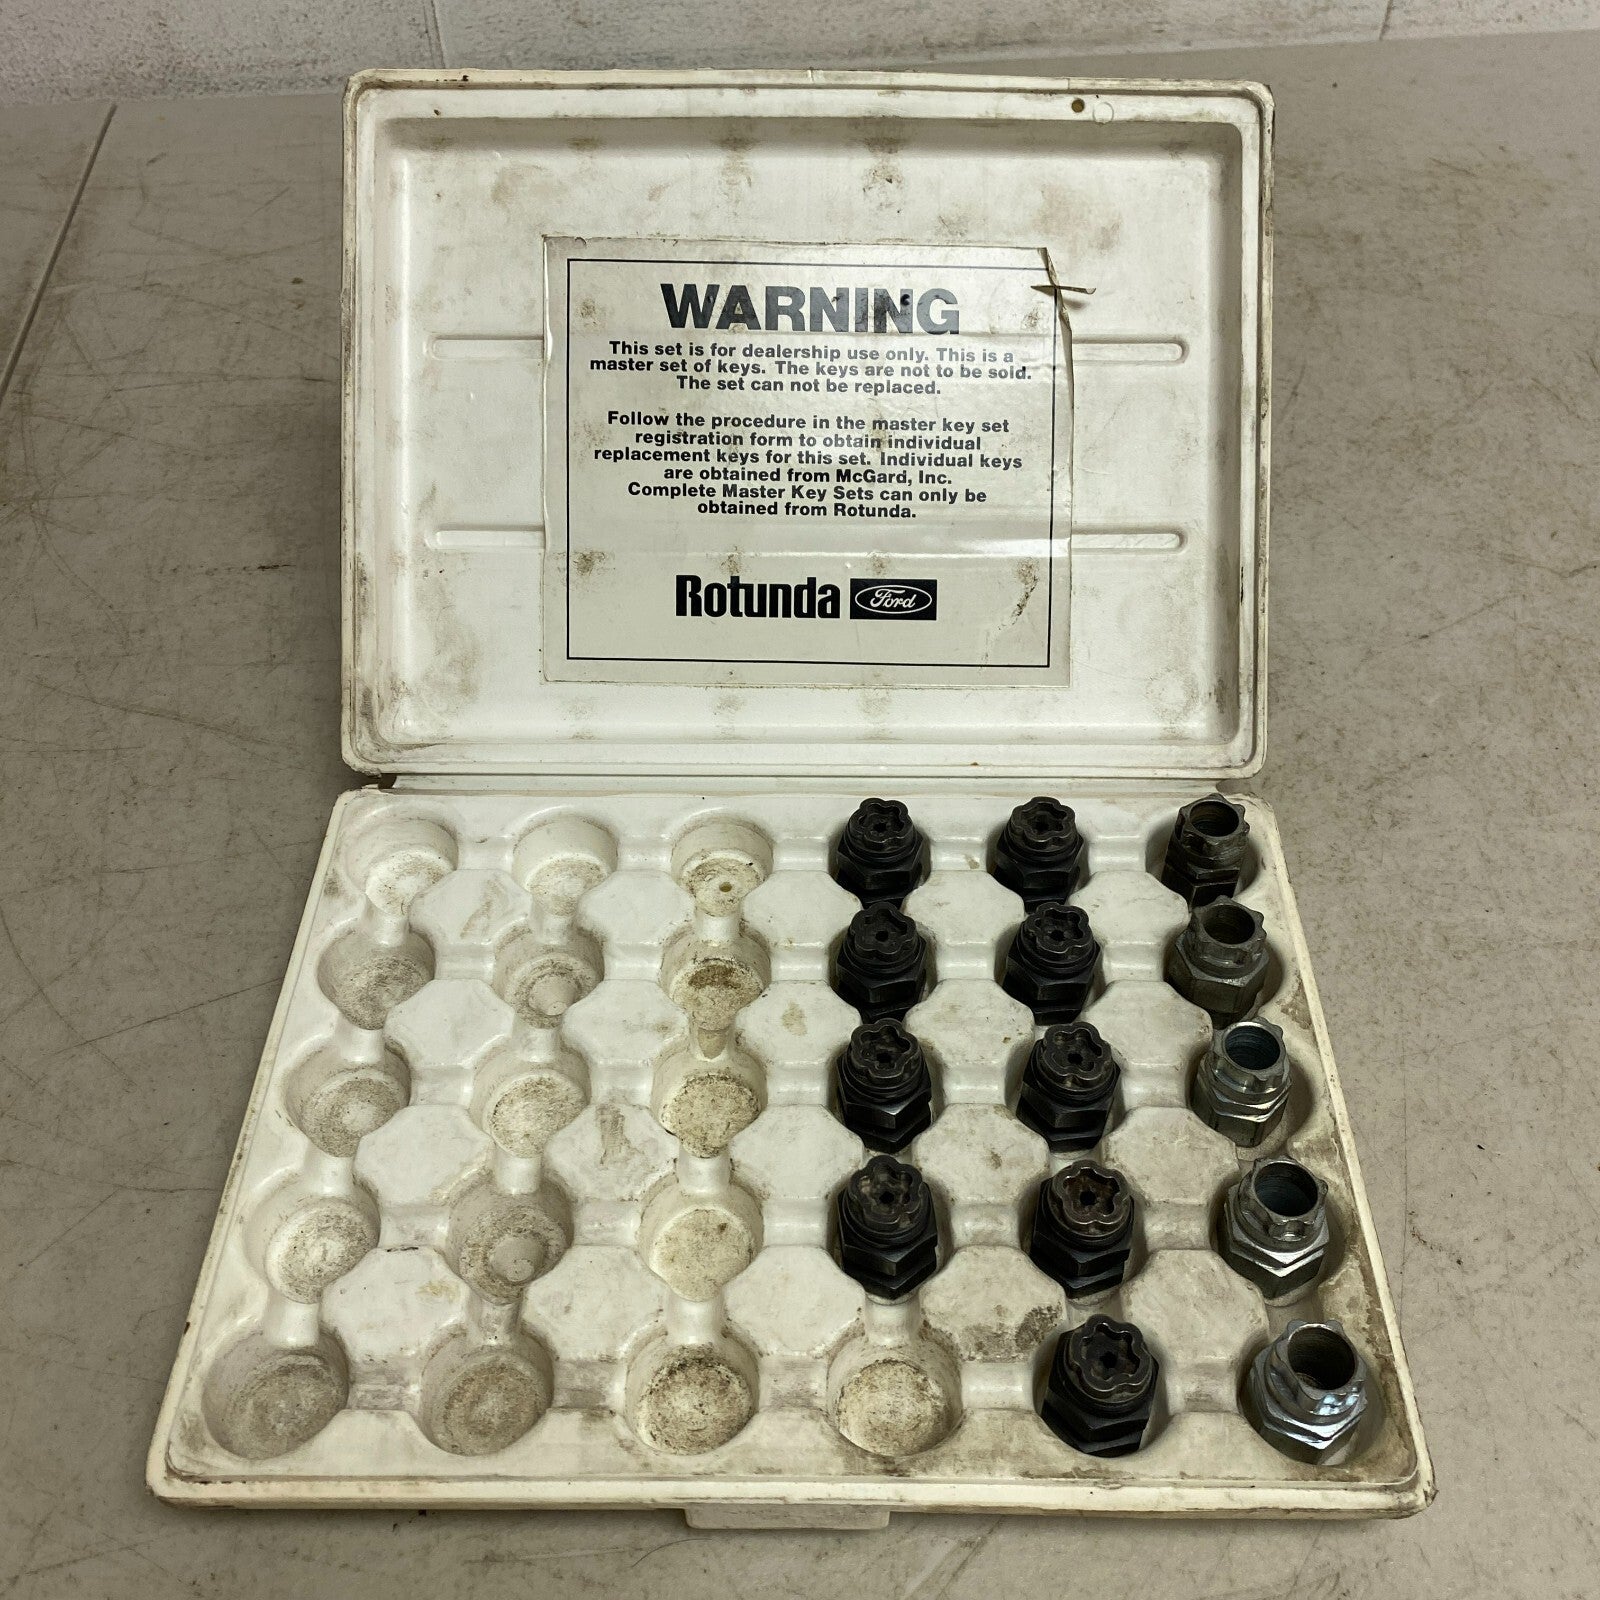 WARNING
This set is for dealership use only. This is a
master set of keys. The keys are not to be sold.
The set can not be replaced.
Follow the procedure in the master key set
registration form to obtain individual
replacement keys for this set. Individual keys
are obtained from McGard, Inc.
Complete Master Key Sets can only be
obtained from Rotunda.
Rotunda Ford